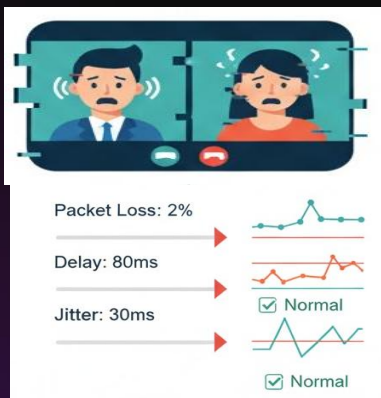 Packet Loss: 2%
Delay: 80ms
Normal
Jitter: 30ms
Normal